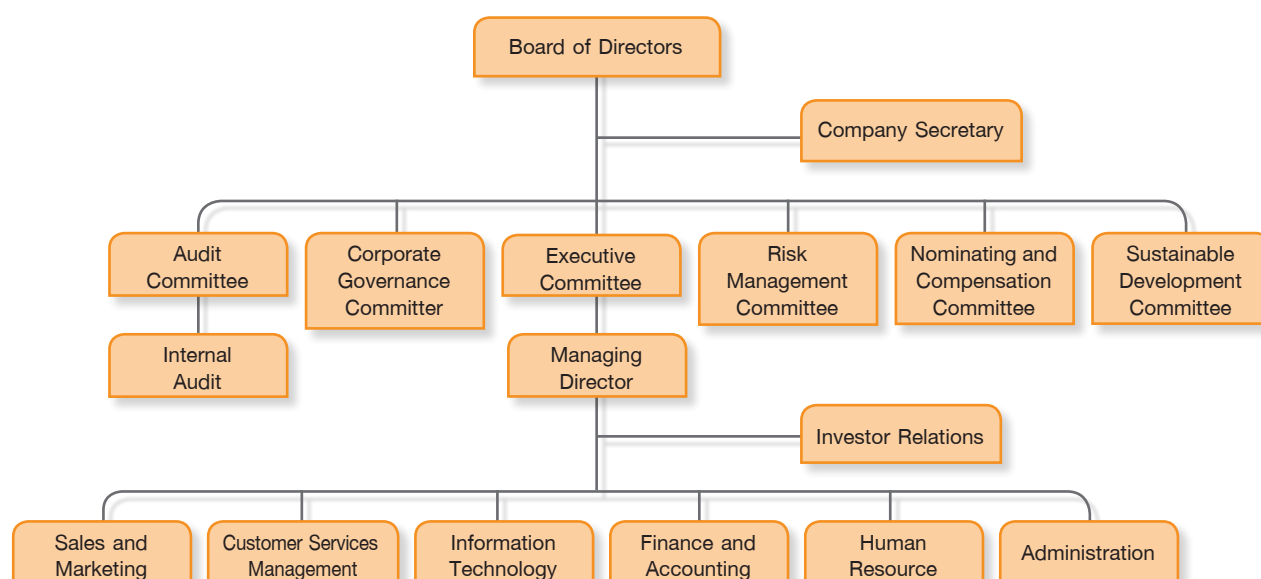 Board of Directors
Company Secretary
Audit
Committee
Corporate
Governance
Committer
Executive
Committee
Risk
Management
Committee
Nominating and
Compensation
Committee
Sustainable
Development
Committee
Internal
Audit
Managing
Director
Investor Relations
Sales and
Marketing
Customer Services
Management
Information
Technology
Finance and
Accounting
Human
Resource
Administration